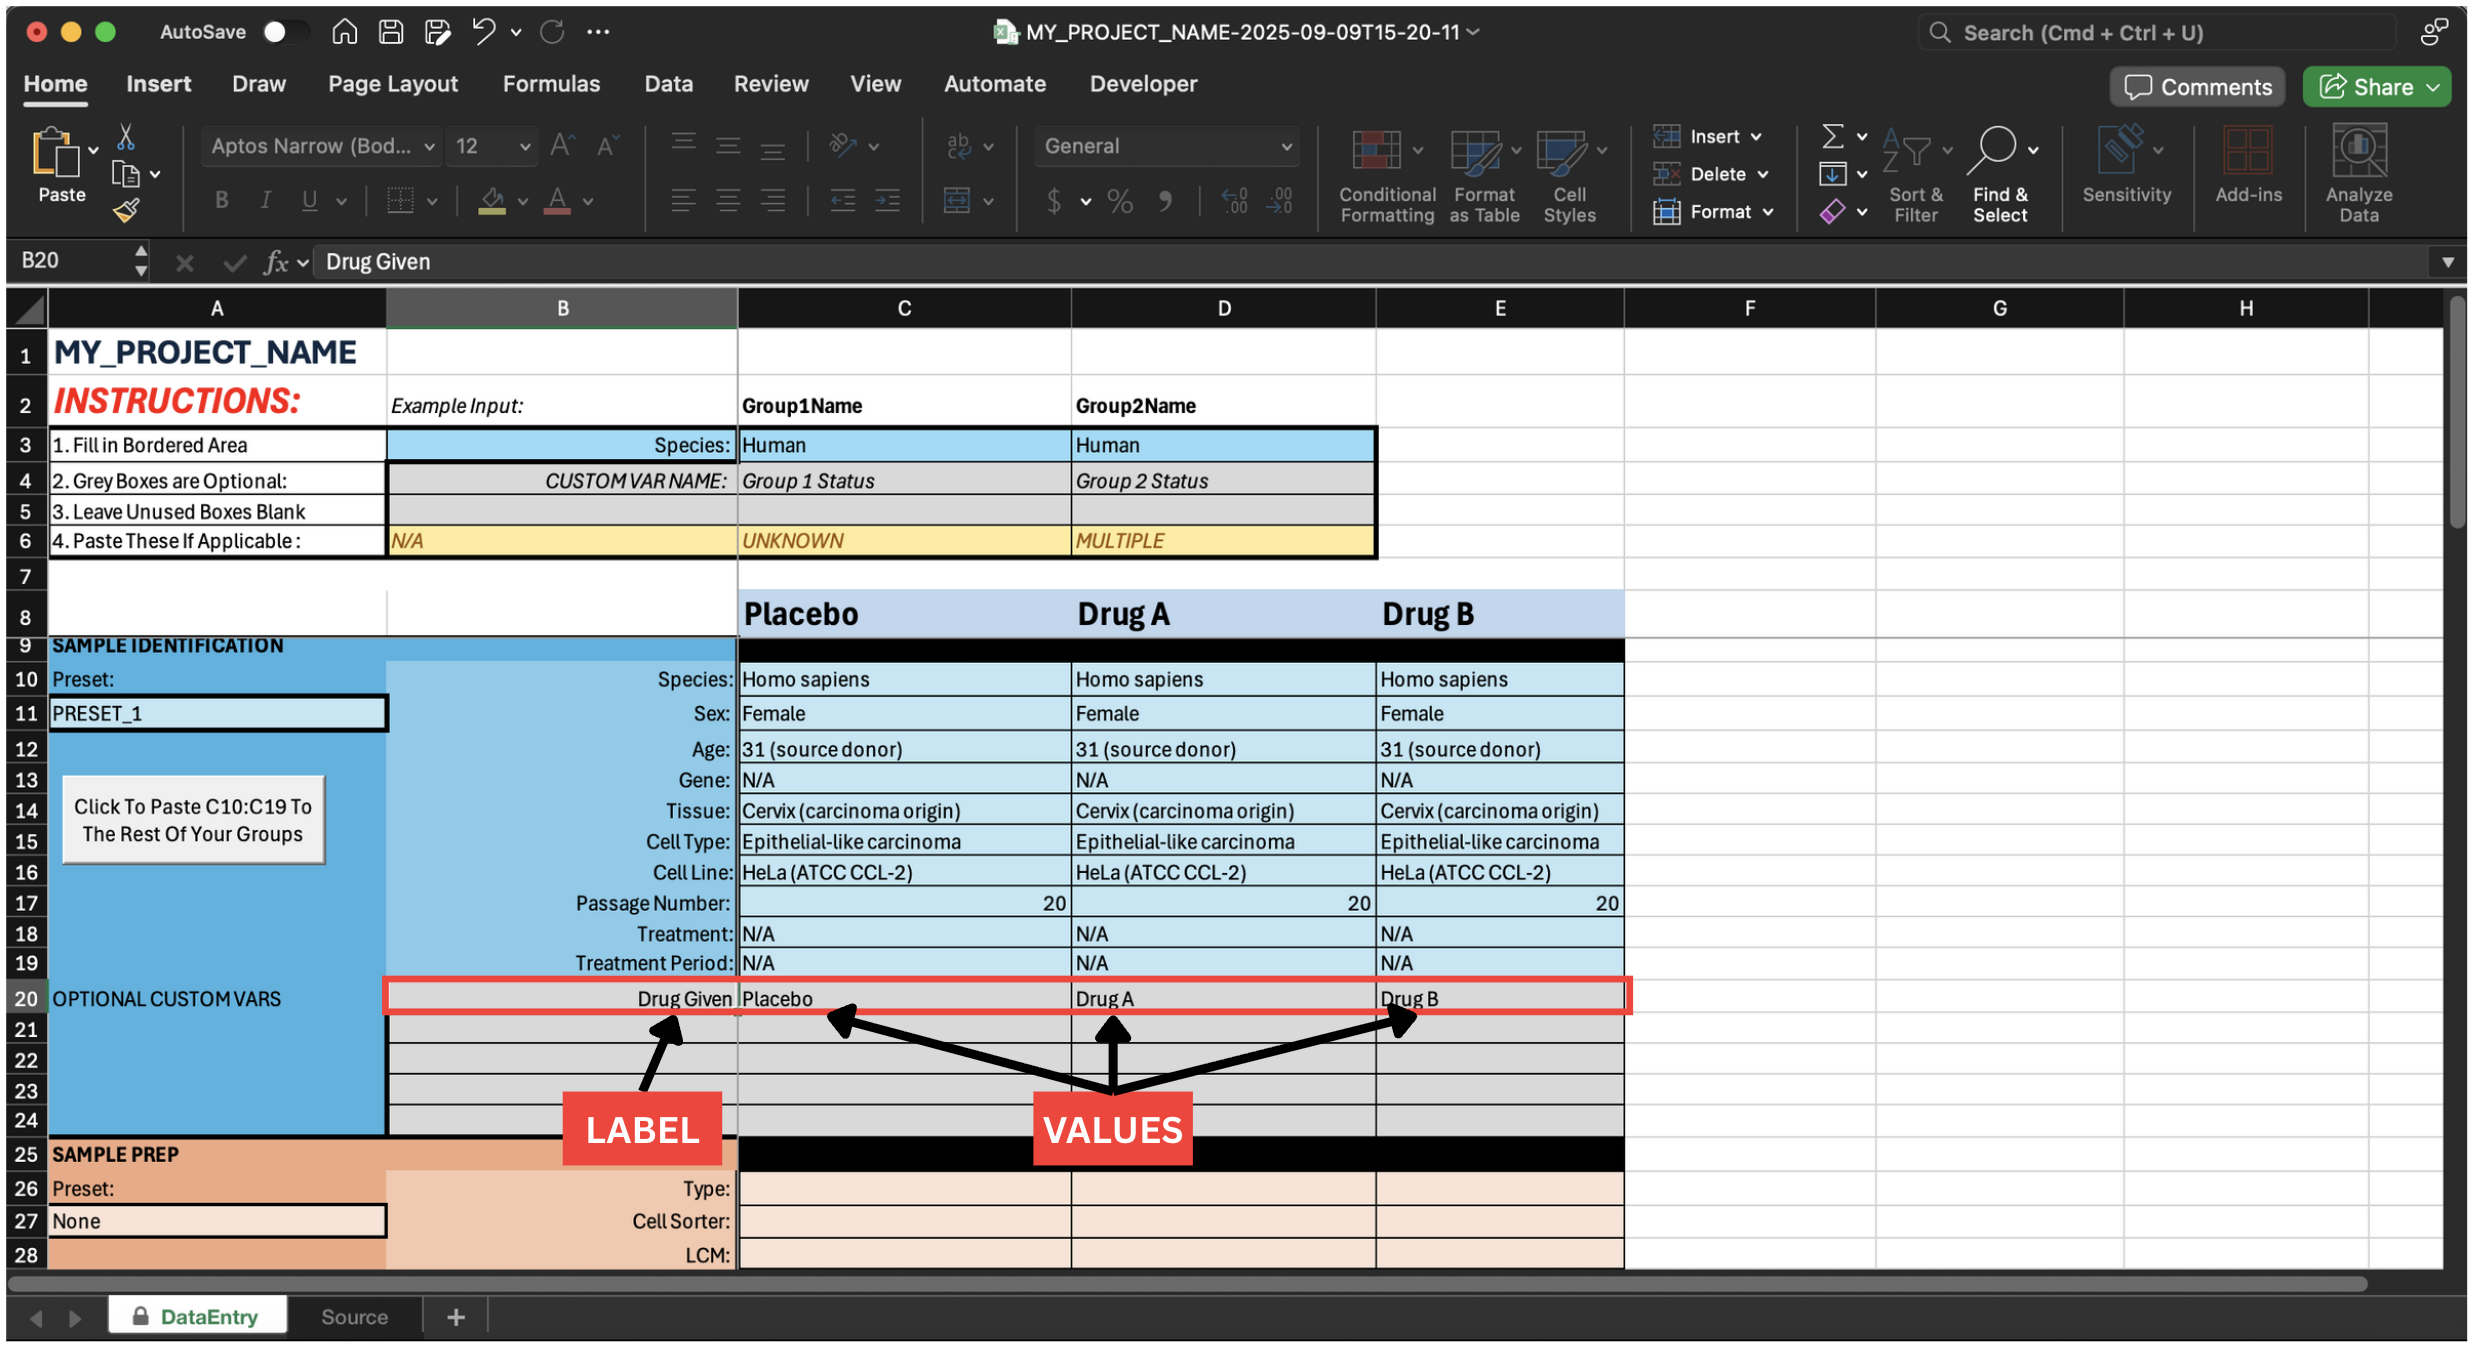 AutoSave MY_PROJECT_NAME-2025-09-09T15-20-11 Search (Cmd + Ctrl + U)
Home Insert Draw Page Layout Formulas Data Review View Automate Developer Comments Share
Paste Aptos Narrow (Bod... 12 A A ab c General Insert Σ A Z
B I U A $ % , .00 .00 Delete
Conditional Formatting Format as Table Cell Styles Format Sort & Filter Find & Select Sensitivity Add-ins Analyze Data
B20 fx Drug Given
A B C D E F G H
1 MY_PROJECT_NAME
2 INSTRUCTIONS: Example Input: Group1Name Group2Name
3 1. Fill in Bordered Area Species: Human Human
4 2. Grey Boxes are Optional: CUSTOM VAR NAME: Group 1 Status Group 2 Status
5 3. Leave Unused Boxes Blank
6 4. Paste These If Applicable : N/A UNKNOWN MULTIPLE
7
8 Placebo Drug A Drug B
9 SAMPLE IDENTIFICATION
10 Preset: Species: Homo sapiens Homo sapiens Homo sapiens
11 PRESET_1 Sex: Female Female Female
12 Age: 31 (source donor) 31 (source donor) 31 (source donor)
13 Gene: N/A N/A N/A
Click To Paste C10:C19 To
The Rest Of Your Groups
14 Tissue: Cervix (carcinoma origin) Cervix (carcinoma origin) Cervix (carcinoma origin)
15 Cell Type: Epithelial-like carcinoma Epithelial-like carcinoma Epithelial-like carcinoma
16 Cell Line: HeLa (ATCC CCL-2) HeLa (ATCC CCL-2) HeLa (ATCC CCL-2)
17 Passage Number: 20 20 20
18 Treatment: N/A N/A N/A
19 Treatment Period: N/A N/A N/A
20 OPTIONAL CUSTOM VARS Drug Given Placebo Drug A Drug B
21
22
23
24
LABEL VALUES
25 SAMPLE PREP
26 Preset: Type:
27 None Cell Sorter:
28 LCM:
DataEntry Source +